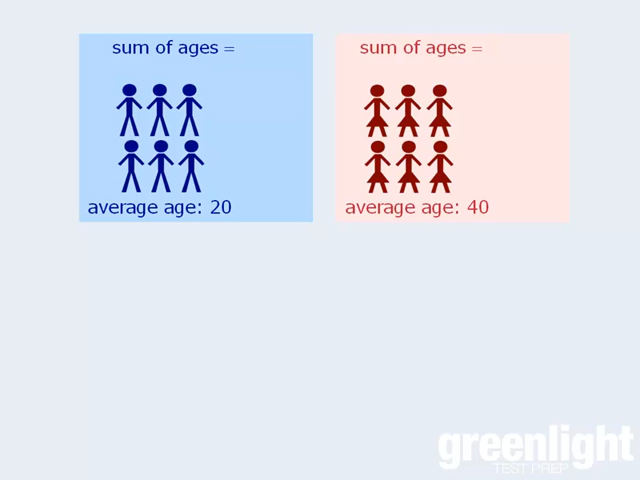 sum of ages =
average age: 20
sum of ages =
average age: 40
greenlight
TEST PREP